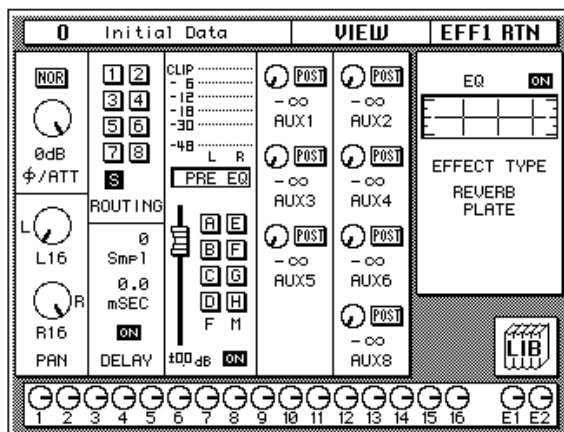 0 Initial Data VIEW EFF1 RTN
NOR
0dB
ϕ/ATT
1 2
3 4
5 6
7 8
S
ROUTING
CLIP
- 6
-12
-18
-30
-48
L R
PRE EQ
POST
-∞
AUX1
POST
-∞
AUX2
POST
-∞
AUX3
POST
-∞
AUX4
POST
-∞
AUX5
POST
-∞
AUX6
POST
-∞
AUX8
EQ ON
EFFECT TYPE
REVERB
PLATE
L
L16
R
R16
PAN
0
Smpl
0.0
mSEC
ON
DELAY
A E
B F
C G
D H
F M
±0.0 dB ON
LIB
1 2 3 4 5 6 7 8 9 10 11 12 13 14 15 16 E1 E2